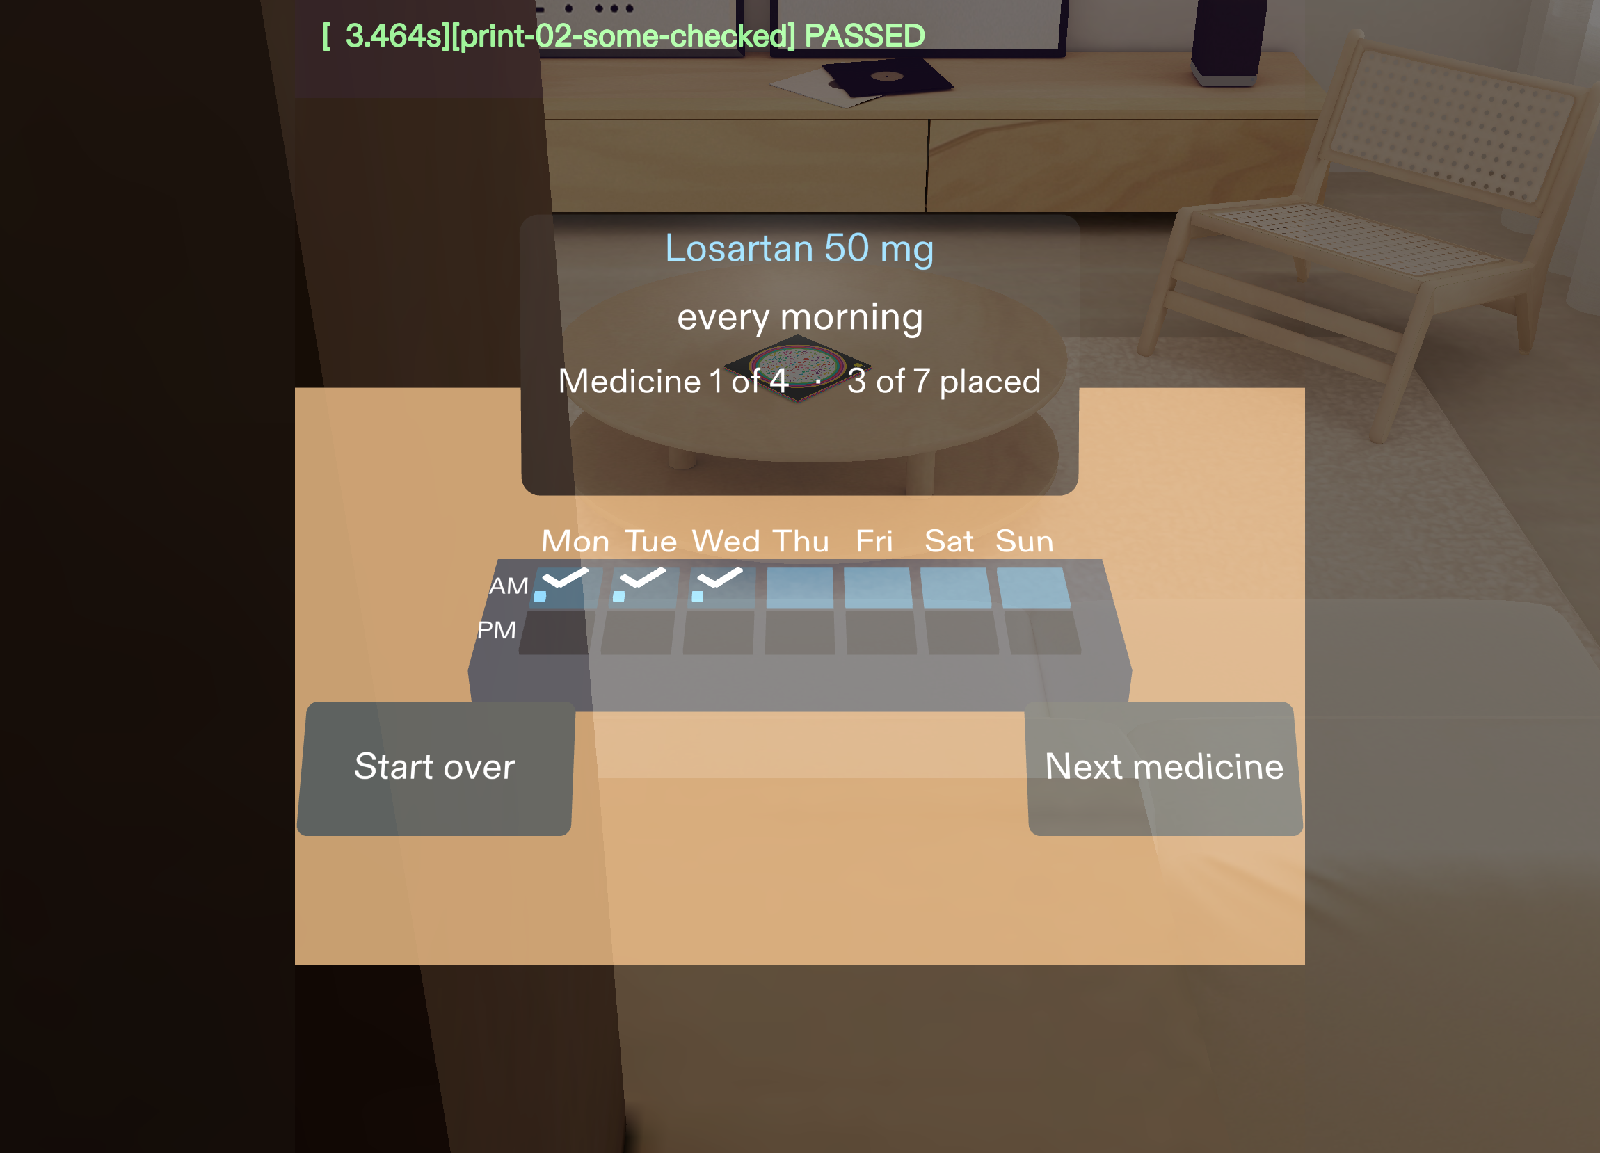 [  3.464s][print-02-some-checked] PASSED
Losartan 50 mg
every morning
Medicine 1 of 4 · 3 of 7 placed
Mon Tue Wed Thu Fri Sat Sun
AM
PM
Start over
Next medicine